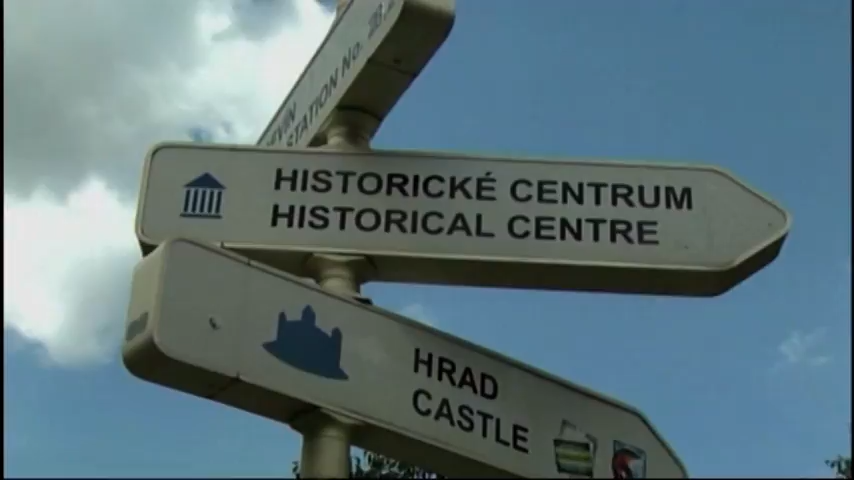 STATION No.
HISTORICKÉ CENTRUM
HISTORICAL CENTRE
HRAD
CASTLE